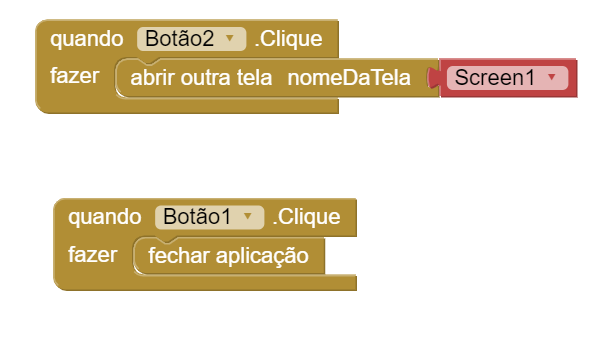 quando Botão2 .Clique
fazer abrir outra tela nomeDaTela Screen1
quando Botão1 .Clique
fazer fechar aplicação